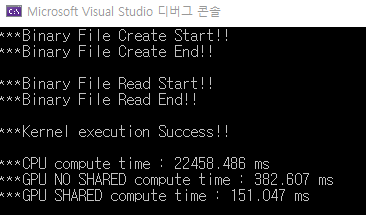 Microsoft Visual Studio 디버그 콘솔
***Binary File Create Start!!
***Binary File Create End!!
***Binary File Read Start!!
***Binary File Read End!!
***Kernel execution Success!!
***CPU compute time : 22458.486 ms
***GPU NO SHARED compute time : 382.607 ms
***GPU SHARED compute time : 151.047 ms